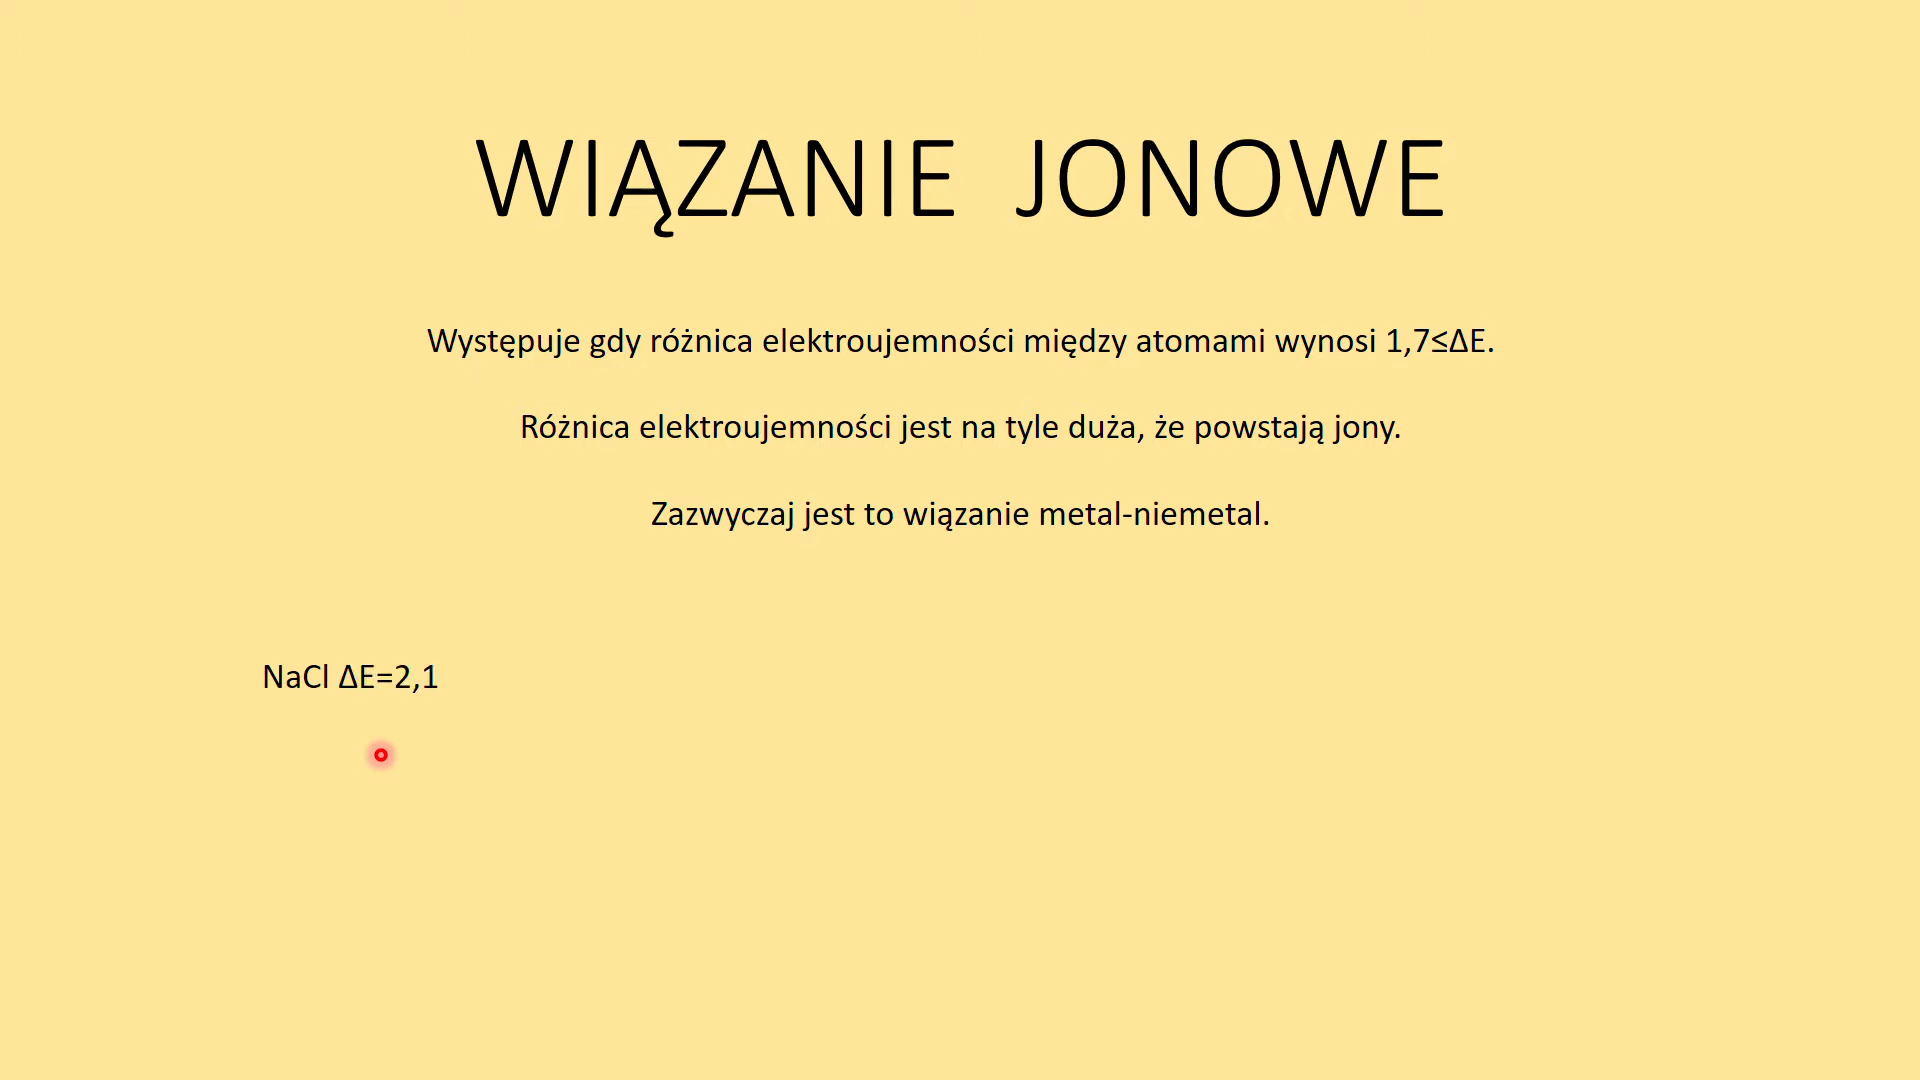 WIĄZANIE JONOWE
Występuje gdy różnica elektroujemności między atomami wynosi 1,7≤ΔE.
Różnica elektroujemności jest na tyle duża, że powstają jony.
Zazwyczaj jest to wiązanie metal-niemetal.
NaCl ΔE=2,1